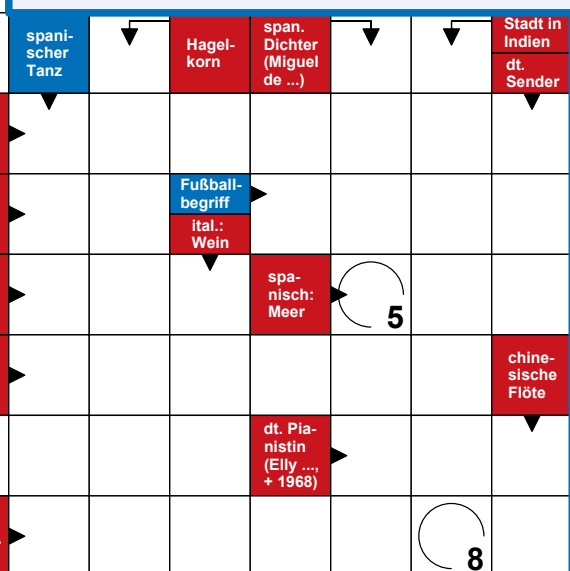 spani-
scher
Tanz
Hagel-
korn
span.
Dichter
(Miguel
de ...)
Stadt in
Indien
dt.
Sender
Fußball-
begriff
ital.:
Wein
spa-
nisch:
Meer
5
chine-
sische
Flöte
dt. Pia-
nistin
(Elly ...,
+ 1968)
8